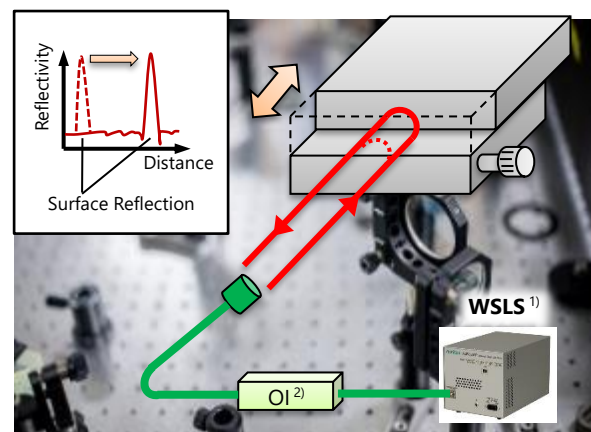 Reflectivity
Distance
Surface Reflection
WSLS 1)
OI 2)